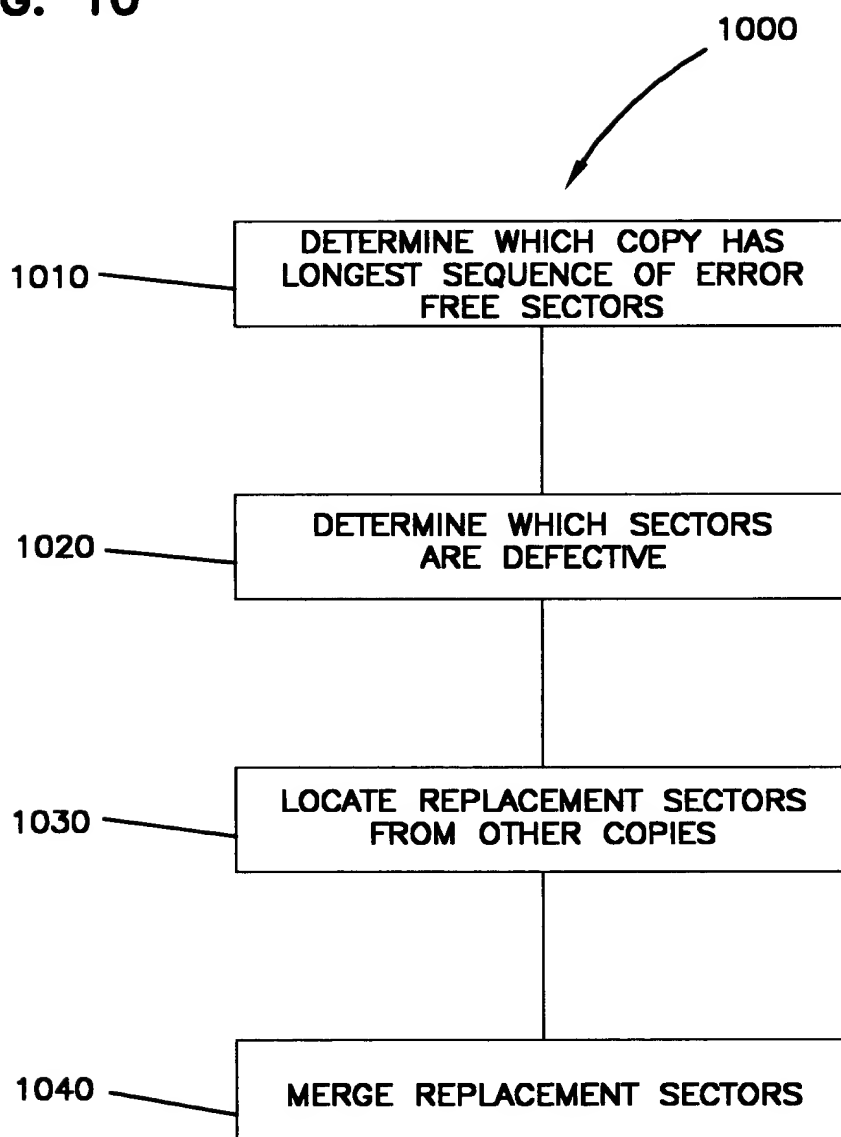 G. 10
1000
1010
DETERMINE WHICH COPY HAS
LONGEST SEQUENCE OF ERROR
FREE SECTORS
1020
DETERMINE WHICH SECTORS
ARE DEFECTIVE
1030
LOCATE REPLACEMENT SECTORS
FROM OTHER COPIES
1040
MERGE REPLACEMENT SECTORS